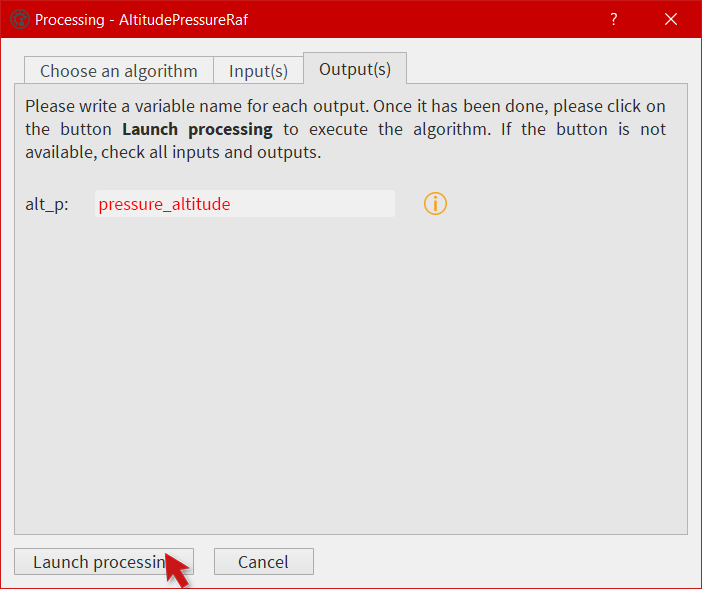 Processing - AltitudePressureRaf ?
Choose an algorithm Input(s) Output(s)
Please write a variable name for each output. Once it has been done, please click on
the button Launch processing to execute the algorithm. If the button is not
available, check all inputs and outputs.
alt_p: pressure_altitude
Launch processin Cancel